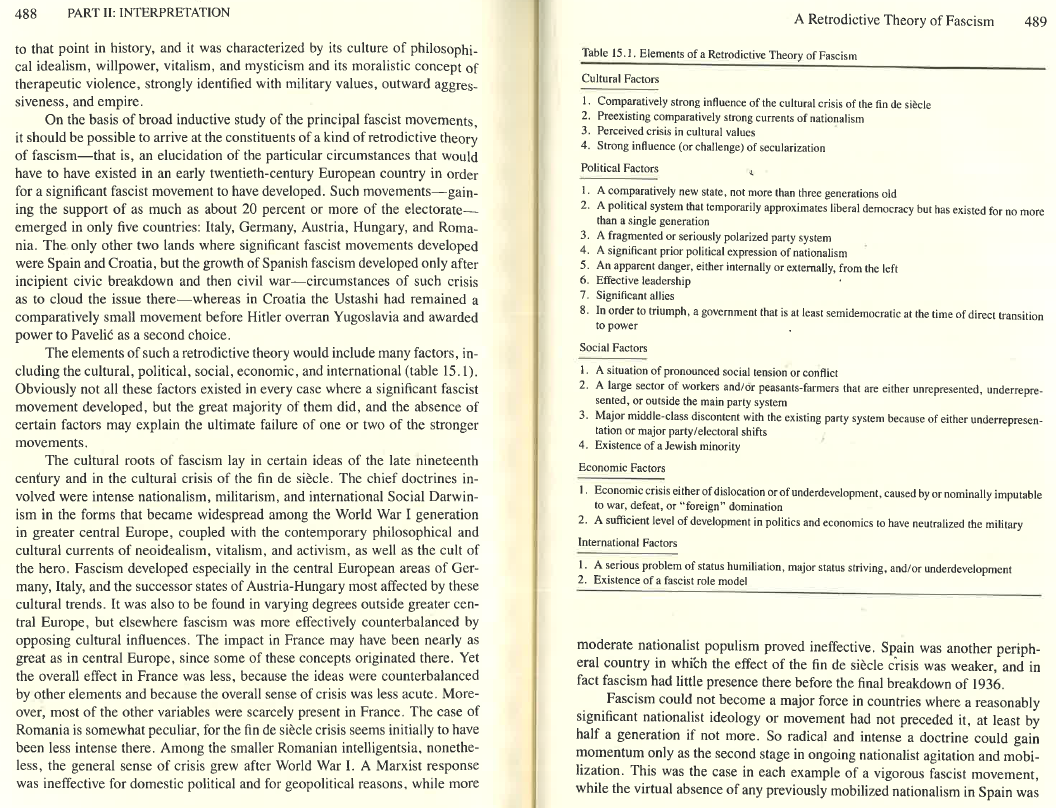 488 PART II: INTERPRETATION
to that point in history, and it was characterized by its culture of philosophi-
cal idealism, willpower, vitalism, and mysticism and its moralistic concept of
therapeutic violence, strongly identified with military values, outward aggres-
siveness, and empire.
On the basis of broad inductive study of the principal fascist movements,
it should be possible to arrive at the constituents of a kind of retrodictive theory
of fascism—that is, an elucidation of the particular circumstances that would
have to have existed in an early twentieth-century European country in order
for a significant fascist movement to have developed. Such movements—gain-
ing the support of as much as about 20 percent or more of the electorate—
emerged in only five countries: Italy, Germany, Austria, Hungary, and Roma-
nia. The only other two lands where significant fascist movements developed
were Spain and Croatia, but the growth of Spanish fascism developed only after
incipient civic breakdown and then civil war—circumstances of such crisis
as to cloud the issue there—whereas in Croatia the Ustashi had remained a
comparatively small movement before Hitler overran Yugoslavia and awarded
power to Pavelić as a second choice.
The elements of such a retrodictive theory would include many factors, in-
cluding the cultural, political, social, economic, and international (table 15.1).
Obviously not all these factors existed in every case where a significant fascist
movement developed, but the great majority of them did, and the absence of
certain factors may explain the ultimate failure of one or two of the stronger
movements.
The cultural roots of fascism lay in certain ideas of the late nineteenth
century and in the cultural crisis of the fin de siècle. The chief doctrines in-
volved were intense nationalism, militarism, and international Social Darwin-
ism in the forms that became widespread among the World War I generation
in greater central Europe, coupled with the contemporary philosophical and
cultural currents of neoidealism, vitalism, and activism, as well as the cult of
the hero. Fascism developed especially in the central European areas of Ger-
many, Italy, and the successor states of Austria-Hungary most affected by these
cultural trends. It was also to be found in varying degrees outside greater cen-
tral Europe, but elsewhere fascism was more effectively counterbalanced by
opposing cultural influences. The impact in France may have been nearly as
great as in central Europe, since some of these concepts originated there. Yet
the overall effect in France was less, because the ideas were counterbalanced
by other elements and because the overall sense of crisis was less acute. More-
over, most of the other variables were scarcely present in France. The case of
Romania is somewhat peculiar, for the fin de siècle crisis seems initially to have
been less intense there. Among the smaller Romanian intelligentsia, nonethe-
less, the general sense of crisis grew after World War I. A Marxist response
was ineffective for domestic political and for geopolitical reasons, while more
A Retrodictive Theory of Fascism 489
Table 15.1. Elements of a Retrodictive Theory of Fascism
Cultural Factors
1. Comparatively strong influence of the cultural crisis of the fin de siècle
2. Preexisting comparatively strong currents of nationalism
3. Perceived crisis in cultural values
4. Strong influence (or challenge) of secularization
Political Factors
1. A comparatively new state, not more than three generations old
2. A political system that temporarily approximates liberal democracy but has existed for no more
than a single generation
3. A fragmented or seriously polarized party system
4. A significant prior political expression of nationalism
5. An apparent danger, either internally or externally, from the left
6. Effective leadership
7. Significant allies
8. In order to triumph, a government that is at least semidemocratic at the time of direct transition
to power
Social Factors
1. A situation of pronounced social tension or conflict
2. A large sector of workers and/or peasants-farmers that are either unrepresented, underrepre-
sented, or outside the main party system
3. Major middle-class discontent with the existing party system because of either underrepresen-
tation or major party/electoral shifts
4. Existence of a Jewish minority
Economic Factors
1. Economic crisis either of dislocation or of underdevelopment, caused by or nominally imputable
to war, defeat, or "foreign" domination
2. A sufficient level of development in politics and economics to have neutralized the military
International Factors
1. A serious problem of status humiliation, major status striving, and/or underdevelopment
2. Existence of a fascist role model
moderate nationalist populism proved ineffective. Spain was another periph-
eral country in which the effect of the fin de siècle crisis was weaker, and in
fact fascism had little presence there before the final breakdown of 1936.
Fascism could not become a major force in countries where a reasonably
significant nationalist ideology or movement had not preceded it, at least by
half a generation if not more. So radical and intense a doctrine could gain
momentum only as the second stage in ongoing nationalist agitation and mobi-
lization. This was the case in each example of a vigorous fascist movement,
while the virtual absence of any previously mobilized nationalism in Spain was